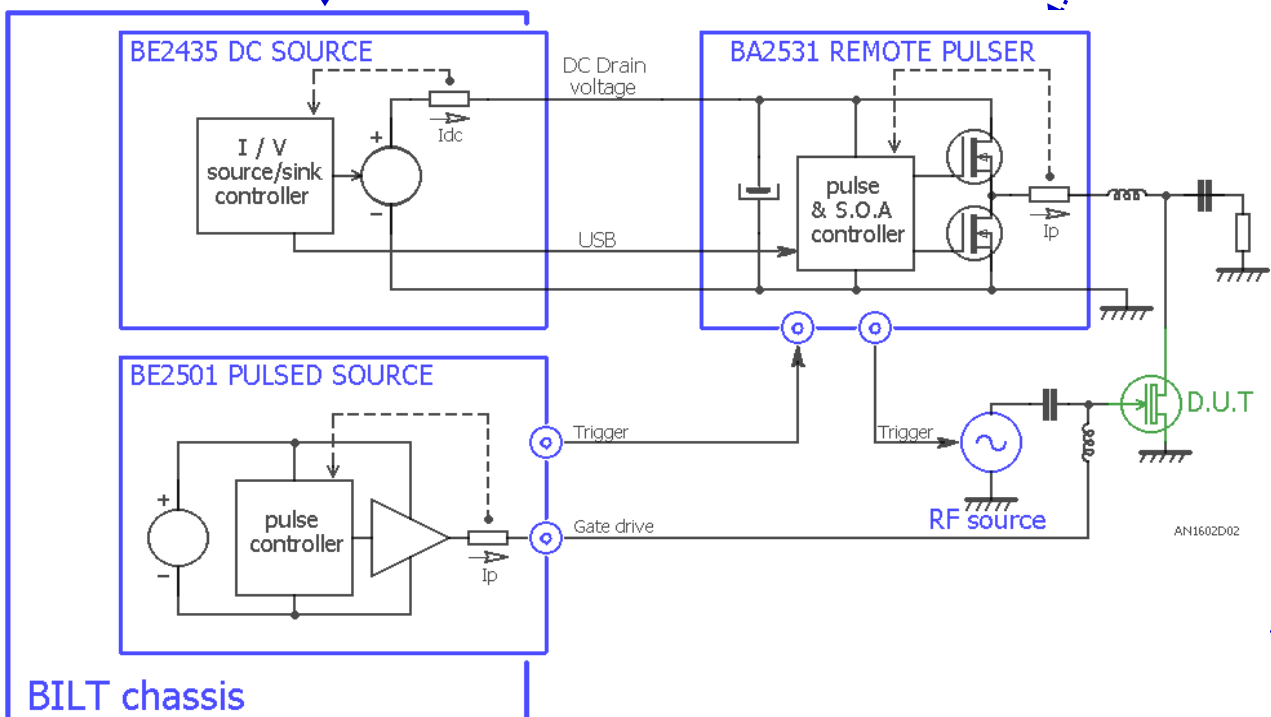 BE2435 DC SOURCE
I / V
source/sink
controller
+
−
Idc
DC Drain
voltage
USB
BA2531 REMOTE PULSER
pulse
& S.O.A
controller
Ip
BE2501 PULSED SOURCE
+
−
pulse
controller
Ip
Trigger
Gate drive
Trigger
RF source
D.U.T
AN1602D02
BILT chassis